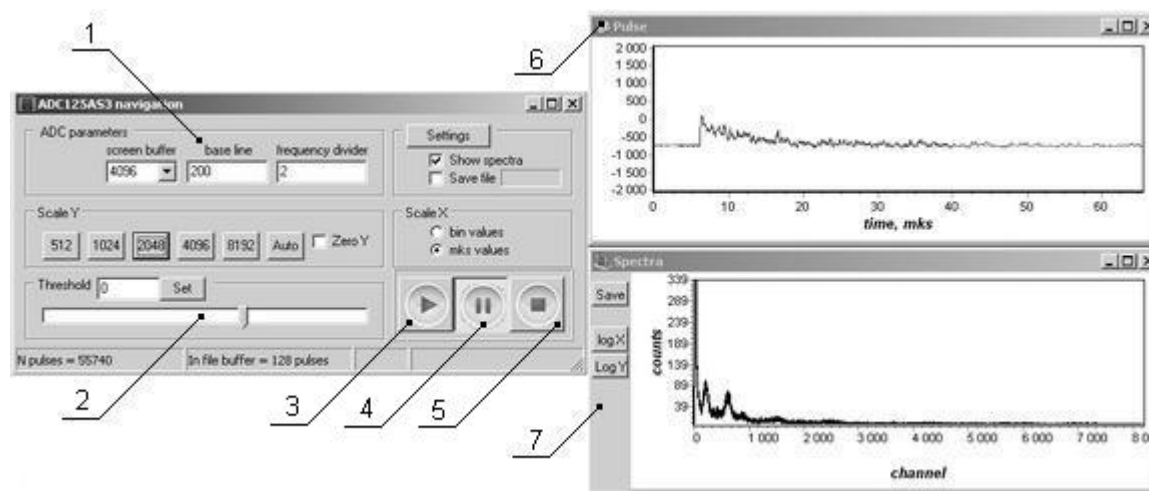 1
ADC125AS3 navigation
ADC parameters
screen buffer base line frequency divider
4096 200 2
Settings
Show spectra
Save file
Scale Y
512 1024 2048 4096 8192 Auto Zero Y
Scale X
bin values
mks values
Threshold 0 Set
N pulses = 55740 In file buffer = 128 pulses
2
3
4
5
6
Pulse
2 000
1 500
1 000
500
0
-500
-1 000
-1 500
-2 000
0 10 20 30 40 50 60
time, mks
7
Spectra
Save
log X
Log Y
counts
339
289
239
189
139
89
39
0 1 000 2 000 3 000 4 000 5 000 6 000 7 000 8 0
channel